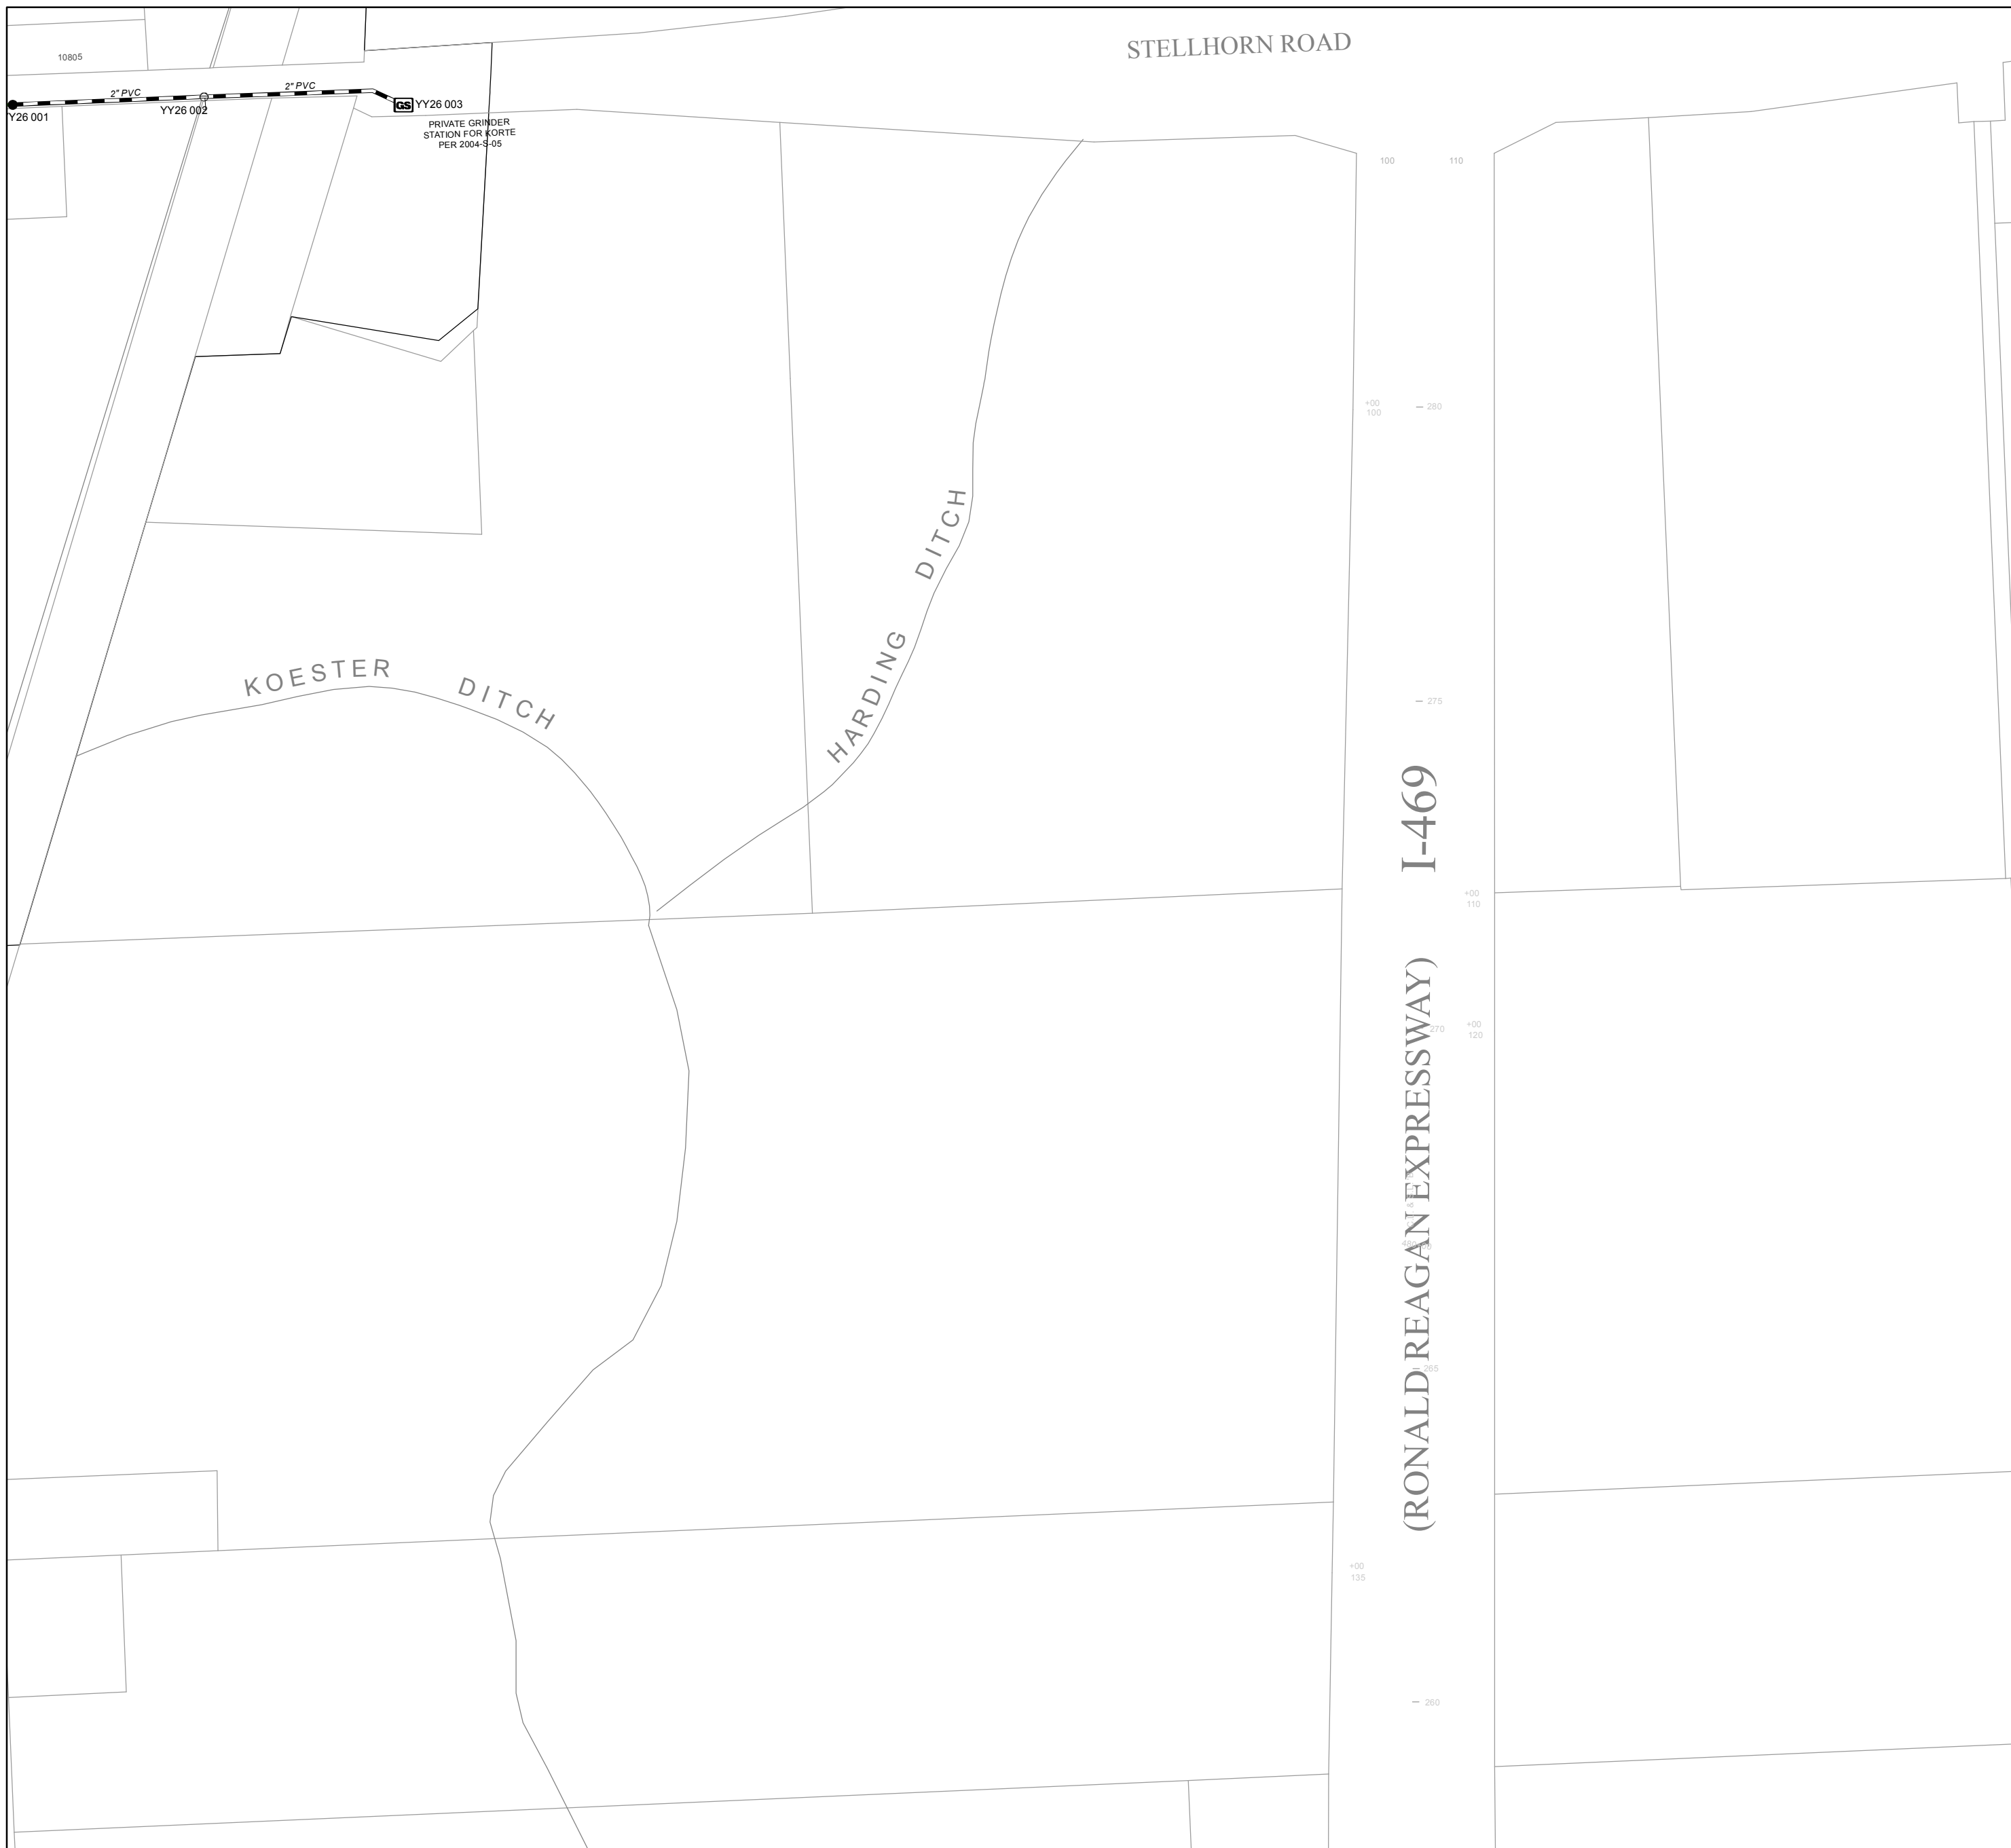 STELLHORN ROAD
10805
2" PVC
2" PVC
GS
YY26 003
Y26 001
YY26 002
PRIVATE GRINDER
STATION FOR KORTE
PER 2004-S-05
100
110
+00
100
280
HARDING DITCH
KOESTER DITCH
275
I-469
+00
110
(RONALD REAGAN EXPRESSWAY)
270
+00
120
265
+00
135
260